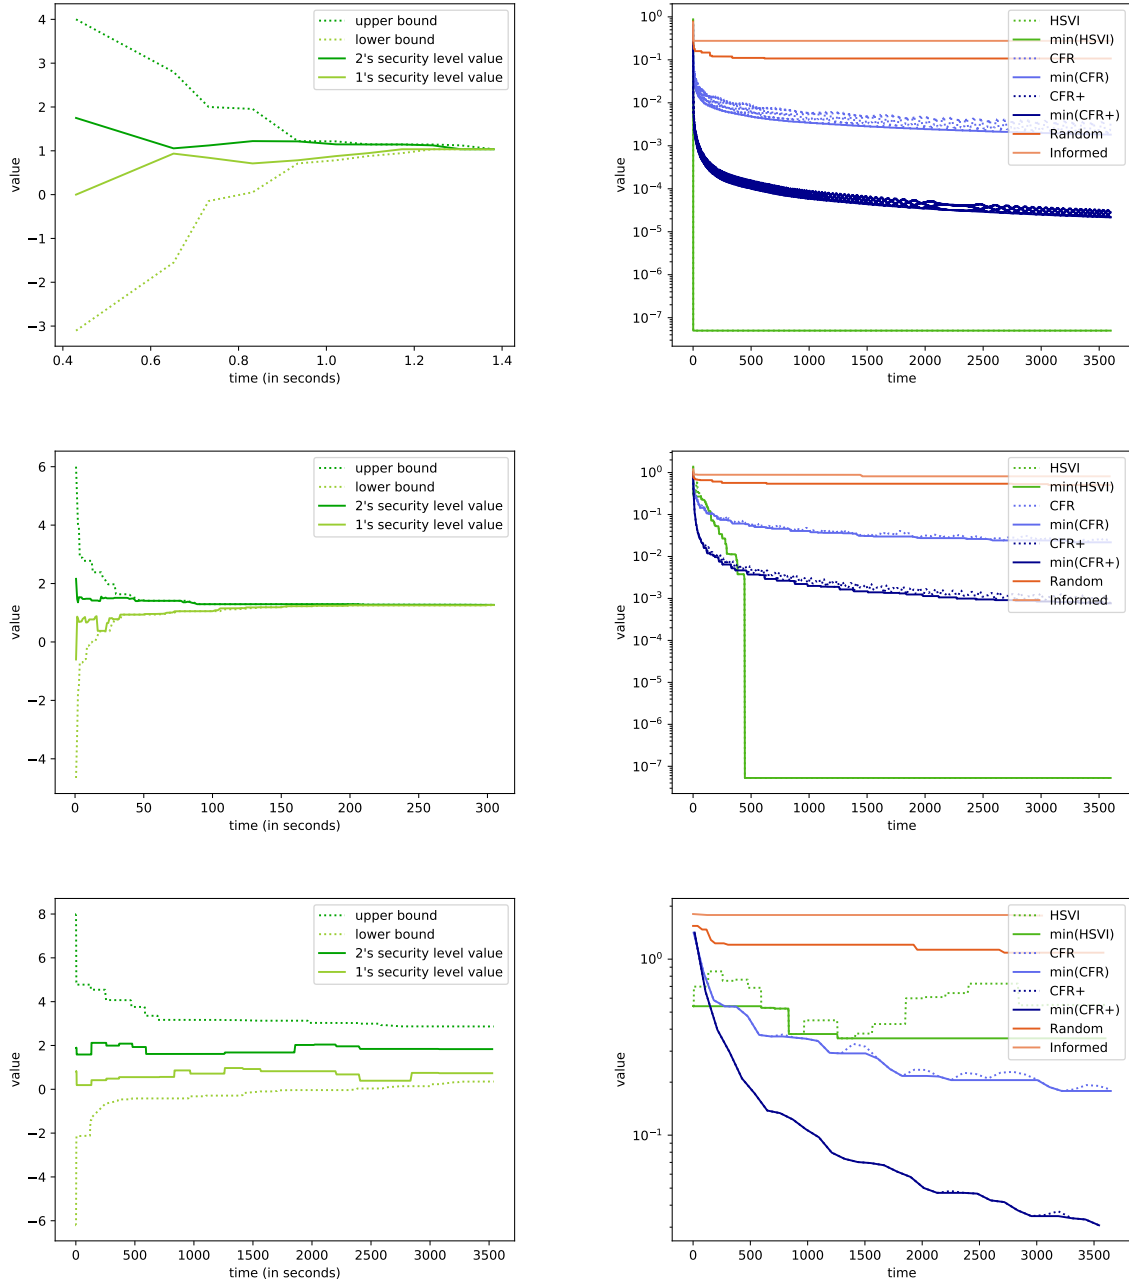 4
3
2
1
0
−1
−2
−3
value
0.4 0.6 0.8 1.0 1.2 1.4
time (in seconds)
upper bound
lower bound
2's security level value
1's security level value
10^0
10^-1
10^-2
10^-3
10^-4
10^-5
10^-6
10^-7
value
0 500 1000 1500 2000 2500 3000 3500
time
HSVI
min(HSVI)
CFR
min(CFR)
CFR+
min(CFR+)
Random
Informed
6
4
2
0
−2
−4
value
0 50 100 150 200 250 300
time (in seconds)
upper bound
lower bound
2's security level value
1's security level value
10^0
10^-1
10^-2
10^-3
10^-4
10^-5
10^-6
10^-7
value
0 500 1000 1500 2000 2500 3000 3500
time
HSVI
min(HSVI)
CFR
min(CFR)
CFR+
min(CFR+)
Random
Informed
8
6
4
2
0
−2
−4
−6
value
0 500 1000 1500 2000 2500 3000 3500
time (in seconds)
upper bound
lower bound
2's security level value
1's security level value
10^0
10^-1
value
0 500 1000 1500 2000 2500 3000 3500
time
HSVI
min(HSVI)
CFR
min(CFR)
CFR+
min(CFR+)
Random
Informed